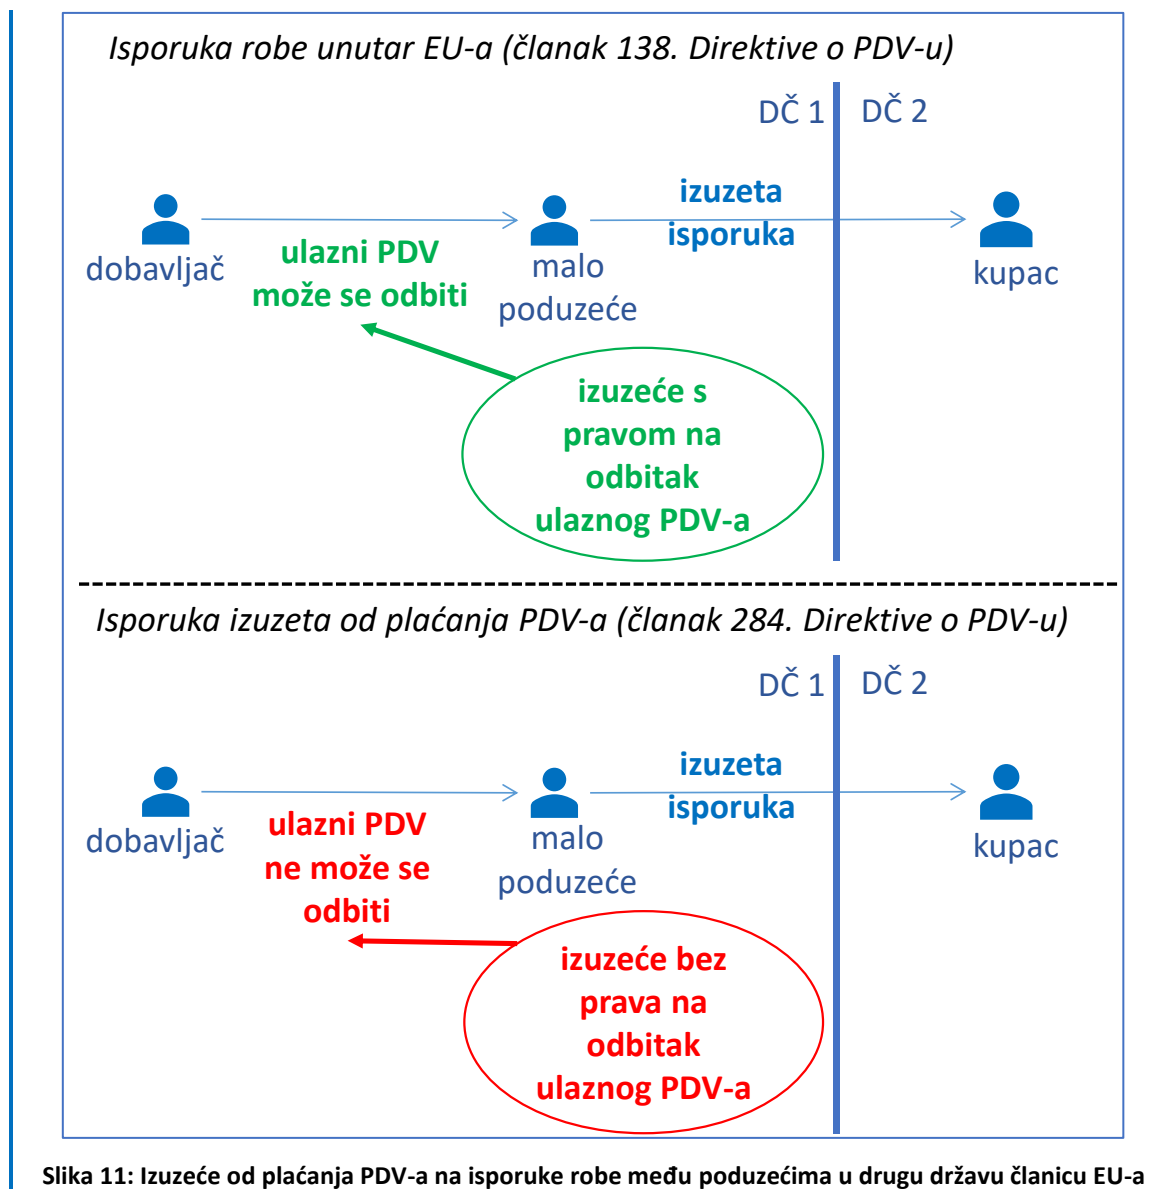 Isporuka robe unutar EU-a (članak 138. Direktive o PDV-u)
DČ 1
DČ 2
izuzeta
isporuka
dobavljač
ulazni PDV
može se odbiti
malo
poduzeće
kupac
izuzeće s
pravom na
odbitak
ulaznog PDV-a
Isporuka izuzeta od plaćanja PDV-a (članak 284. Direktive o PDV-u)
DČ 1
DČ 2
izuzeta
isporuka
dobavljač
ulazni PDV
ne može se
odbiti
malo
poduzeće
kupac
izuzeće bez
prava na
odbitak
ulaznog PDV-a
Slika 11: Izuzeće od plaćanja PDV-a na isporuke robe među poduzećima u drugu državu članicu EU-a